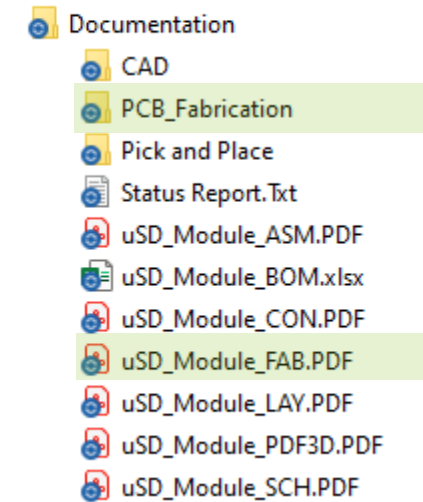 Documentation
CAD
PCB_Fabrication
Pick and Place
Status Report.Txt
uSD_Module_ASM.PDF
uSD_Module_BOM.xlsx
uSD_Module_CON.PDF
uSD_Module_FAB.PDF
uSD_Module_LAY.PDF
uSD_Module_PDF3D.PDF
uSD_Module_SCH.PDF